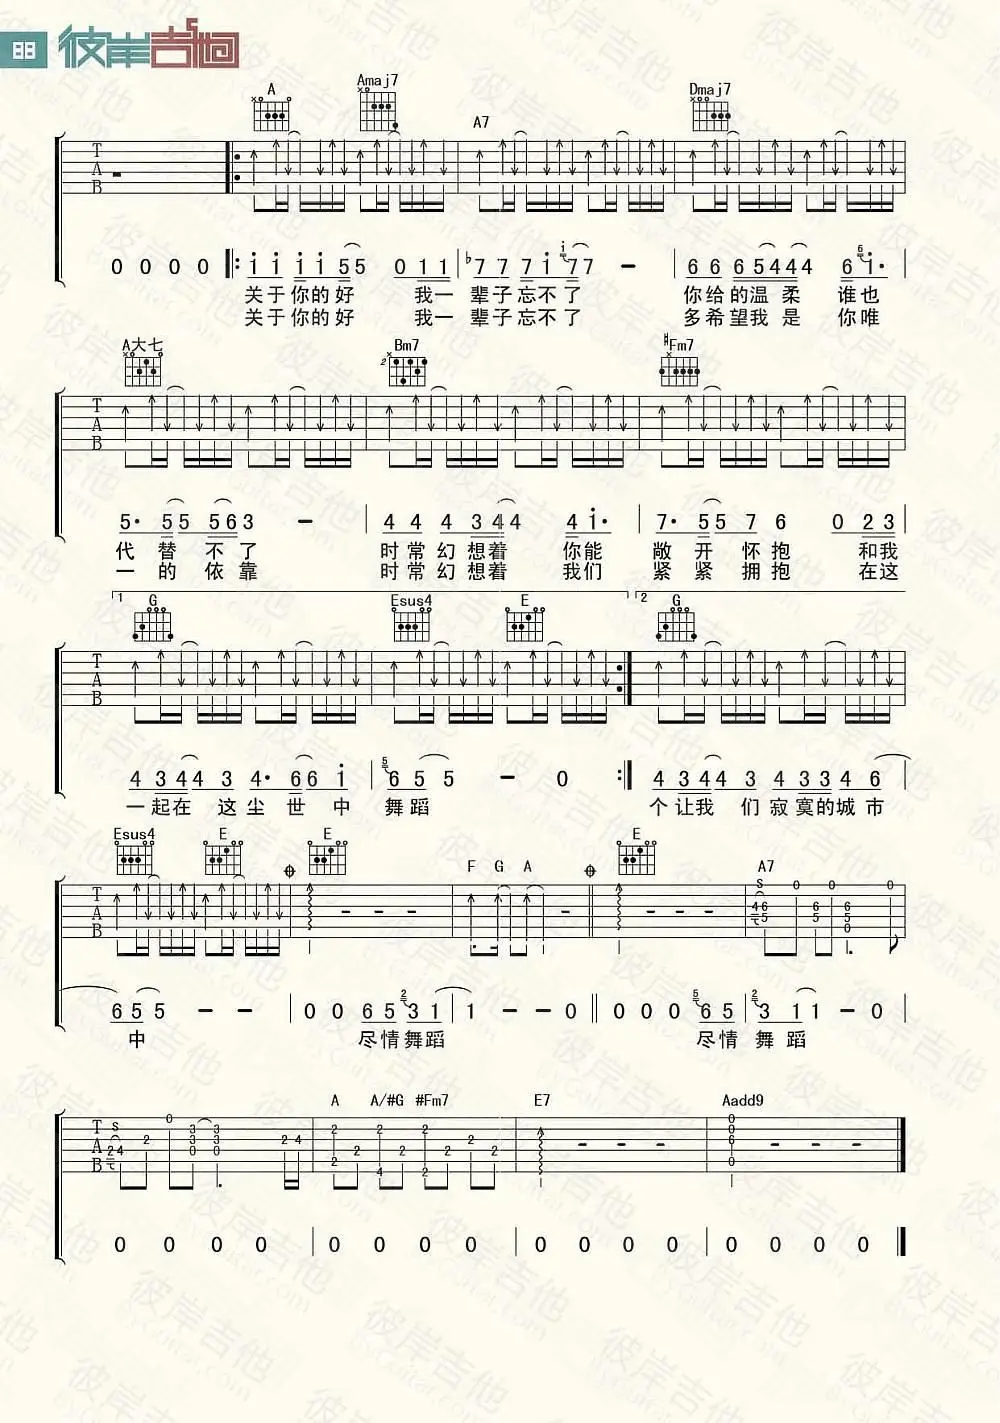 88 彼岸吉他
A Amaj7 A7 Dmaj7
T
A
B
0 0 0 0 1 1 1 1 5 5 0 1 1 ♭7 7 7 1 1 7 7 - 6 6 6 5 4 4 4 6 6 1·
关于你的好 我一 辈子忘不了 你给的温柔 谁也
关于你的好 我一 辈子忘不了 多希望我是 你唯
A大七 Bm7 #Fm7
T
A
B
5· 5 5 5 6 3 - 4 4 4 3 4 4 4 1· 7· 5 5 7 6 0 2 3
代替不了 时常幻想着 你能 敞开怀抱 和我
一的依靠 时常幻想着 我们 紧紧拥抱 在这
1 G Esus4 E 2 G
T
A
B
4 3 4 4 3 4· 6 6 1 5 6 5 5 - 0 4 3 4 4 3 4 3 3 4 6
一起在 这尘世中 舞蹈 个让我 们寂寞的城市
Esus4 E E F G A E A7
T
A
B
6 5 5 - - 0 0 6 5 2 3 1 1 - - 0 0 0 0 5 6 5 2 3 1 1 - 0
中 尽情舞蹈 尽情 舞蹈
A A/#G #Fm7 E7 Aadd9
T
A
B
0 0 0 0 0 0 0 0 0 0 0 0 0 0 0 0